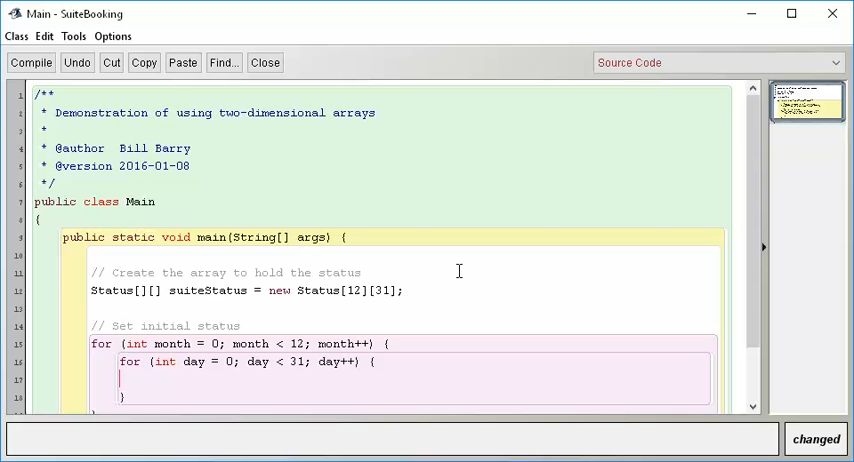 Main - SuiteBooking
Class Edit Tools Options
Compile Undo Cut Copy Paste Find... Close Source Code
1 /**
2 * Demonstration of using two-dimensional arrays
3 *
4 * @author  Bill Barry
5 * @version 2016-01-08
6 */
7 public class Main
8 {
9 public static void main(String[] args) {
10
11 // Create the array to hold the status
12 Status[][] suiteStatus = new Status[12][31];
13
14 // Set initial status
15 for (int month = 0; month < 12; month++) {
16 for (int day = 0; day < 31; day++) {
17
18 }
changed